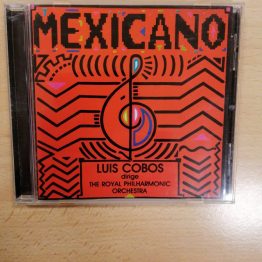 MEXICANO
LUIS COBOS
dirige
THE ROYAL PHILHARMONIC
ORCHESTRA